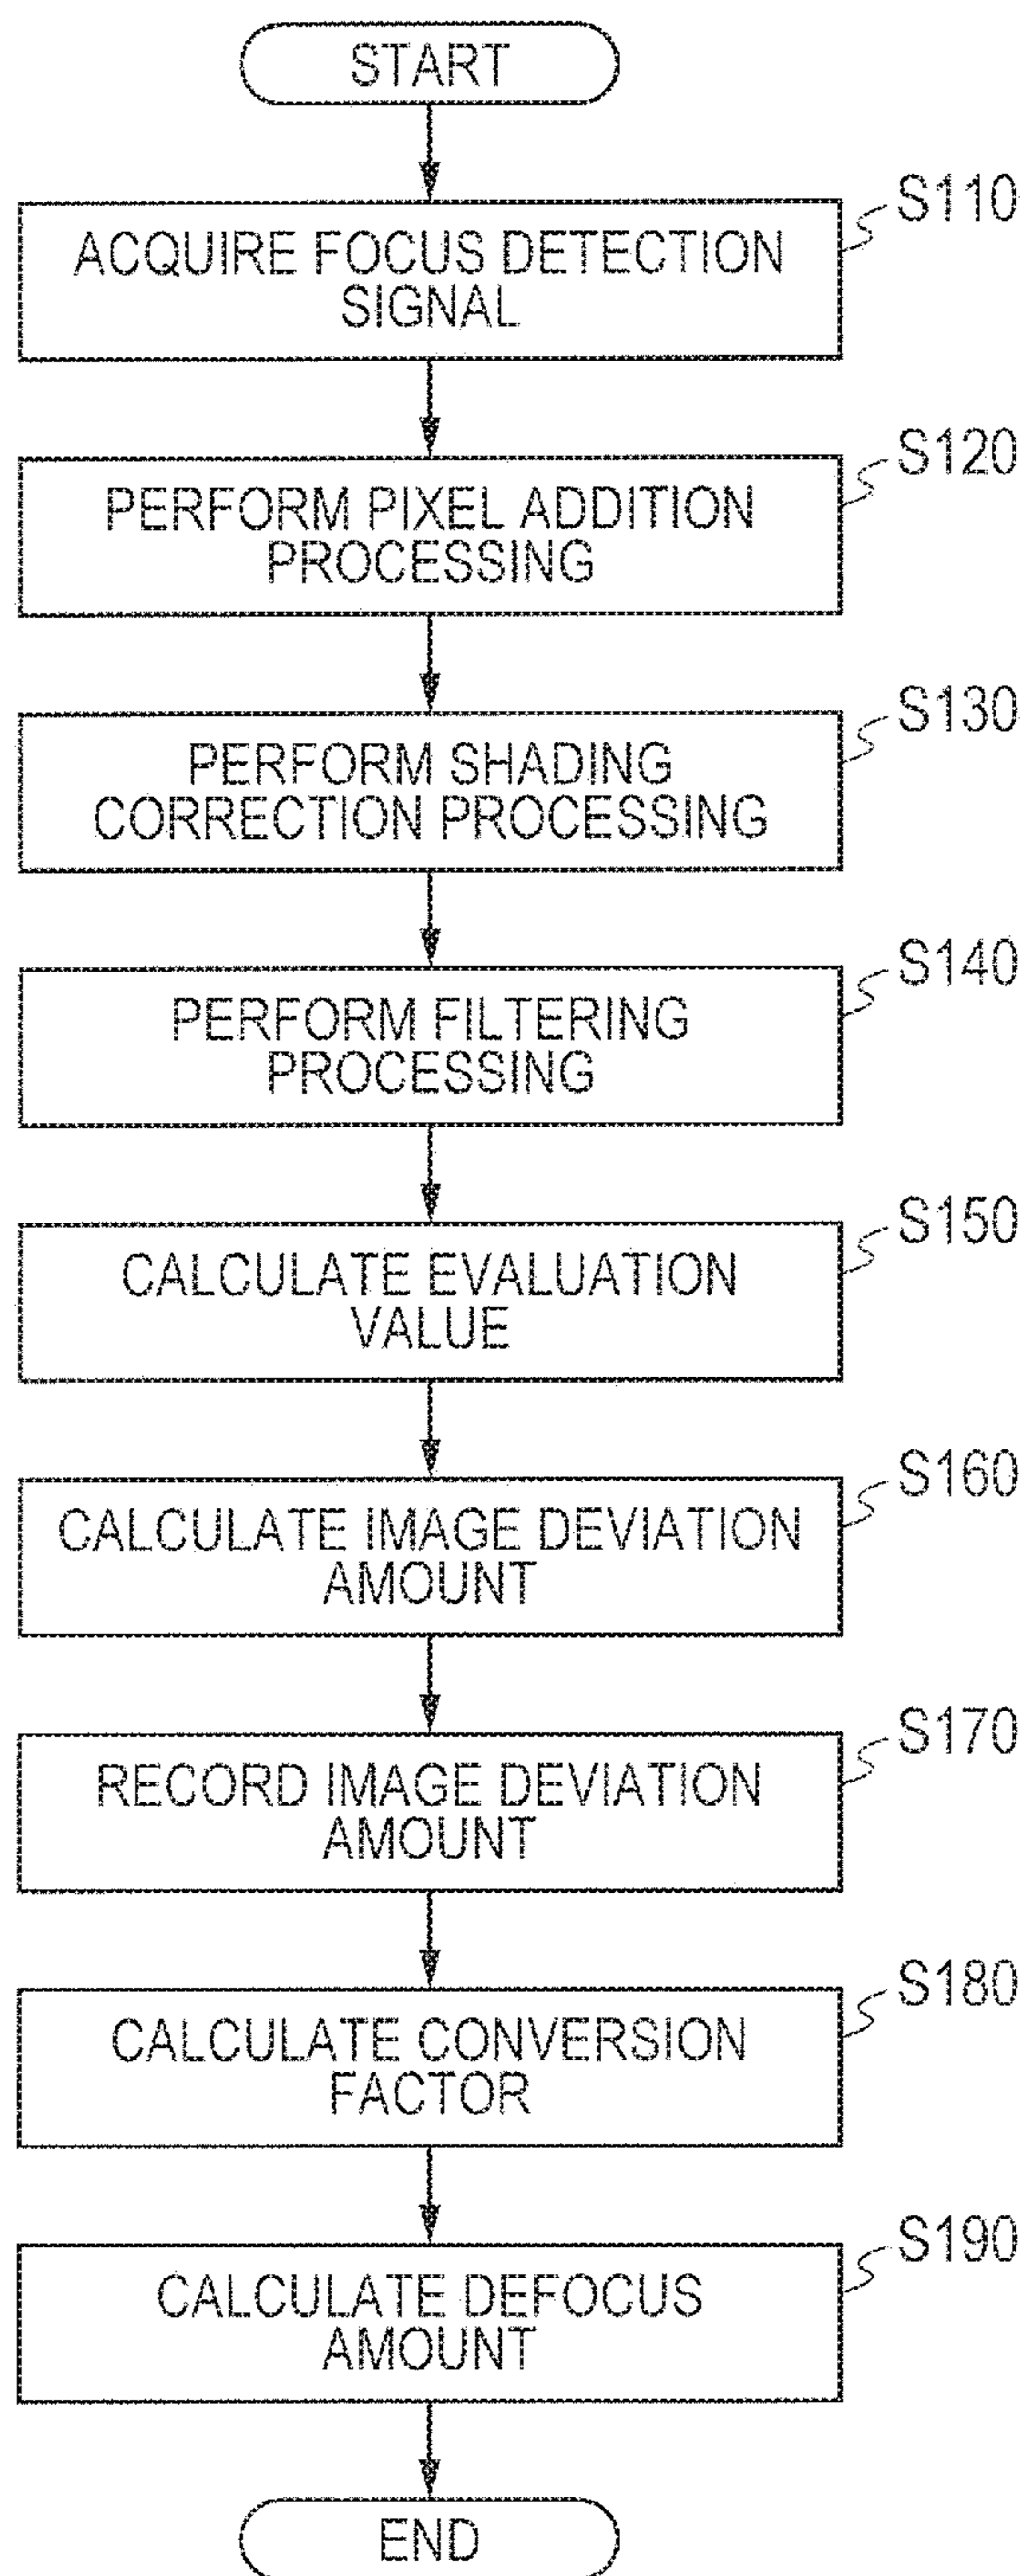 START
S110
ACQUIRE FOCUS DETECTION
SIGNAL
S120
PERFORM PIXEL ADDITION
PROCESSING
S130
PERFORM SHADING
CORRECTION PROCESSING
S140
PERFORM FILTERING
PROCESSING
S150
CALCULATE EVALUATION
VALUE
S160
CALCULATE IMAGE DEVIATION
AMOUNT
S170
RECORD IMAGE DEVIATION
AMOUNT
S180
CALCULATE CONVERSION
FACTOR
S190
CALCULATE DEFOCUS
AMOUNT
END